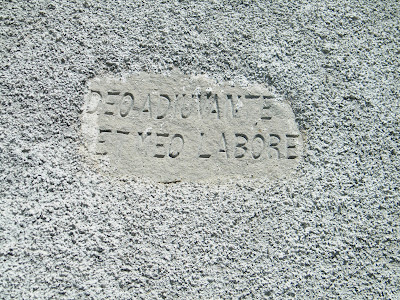 DEO ADIUVANTE
ET MEO LABORE